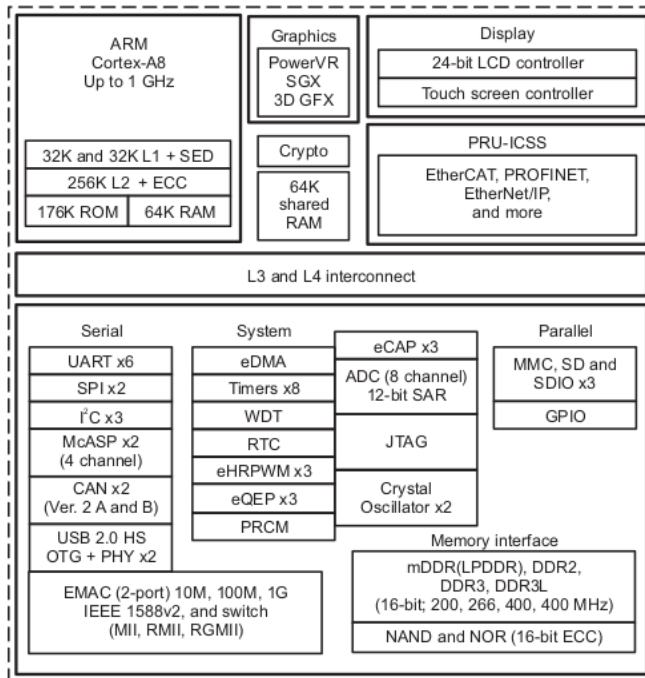 ARM
Cortex-A8
Up to 1 GHz
32K and 32K L1 + SED
256K L2 + ECC
176K ROM
64K RAM
Graphics
PowerVR
SGX
3D GFX
Crypto
64K
shared
RAM
Display
24-bit LCD controller
Touch screen controller
PRU-ICSS
EtherCAT, PROFINET,
EtherNet/IP,
and more
L3 and L4 interconnect
Serial
UART x6
SPI x2
I²C x3
McASP x2
(4 channel)
CAN x2
(Ver. 2 A and B)
USB 2.0 HS
OTG + PHY x2
EMAC (2-port) 10M, 100M, 1G
IEEE 1588v2, and switch
(MII, RMII, RGMII)
System
eDMA
Timers x8
WDT
RTC
eHRPWM x3
eQEP x3
PRCM
eCAP x3
ADC (8 channel)
12-bit SAR
JTAG
Crystal
Oscillator x2
Parallel
MMC, SD and
SDIO x3
GPIO
Memory interface
mDDR(LPDDR), DDR2,
DDR3, DDR3L
(16-bit; 200, 266, 400, 400 MHz)
NAND and NOR (16-bit ECC)